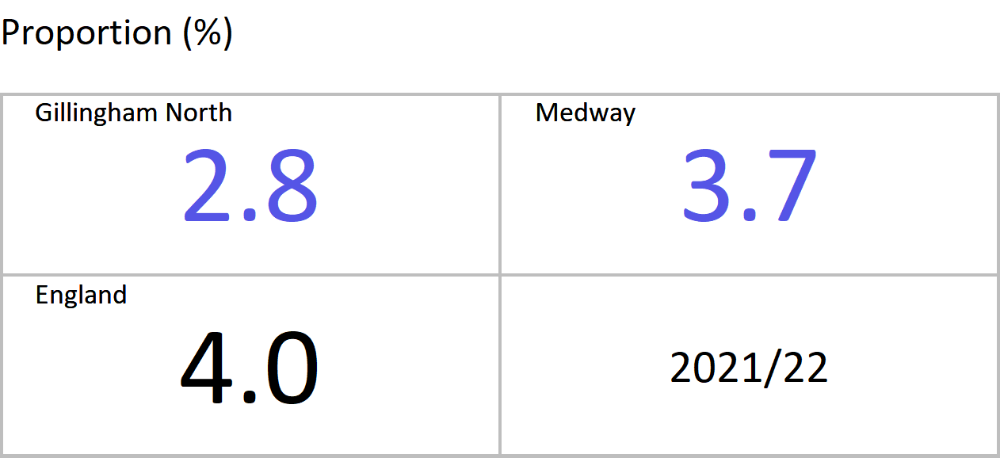 Proportion (%)
Gillingham North
2.8
Medway
3.7
England
4.0
2021/22